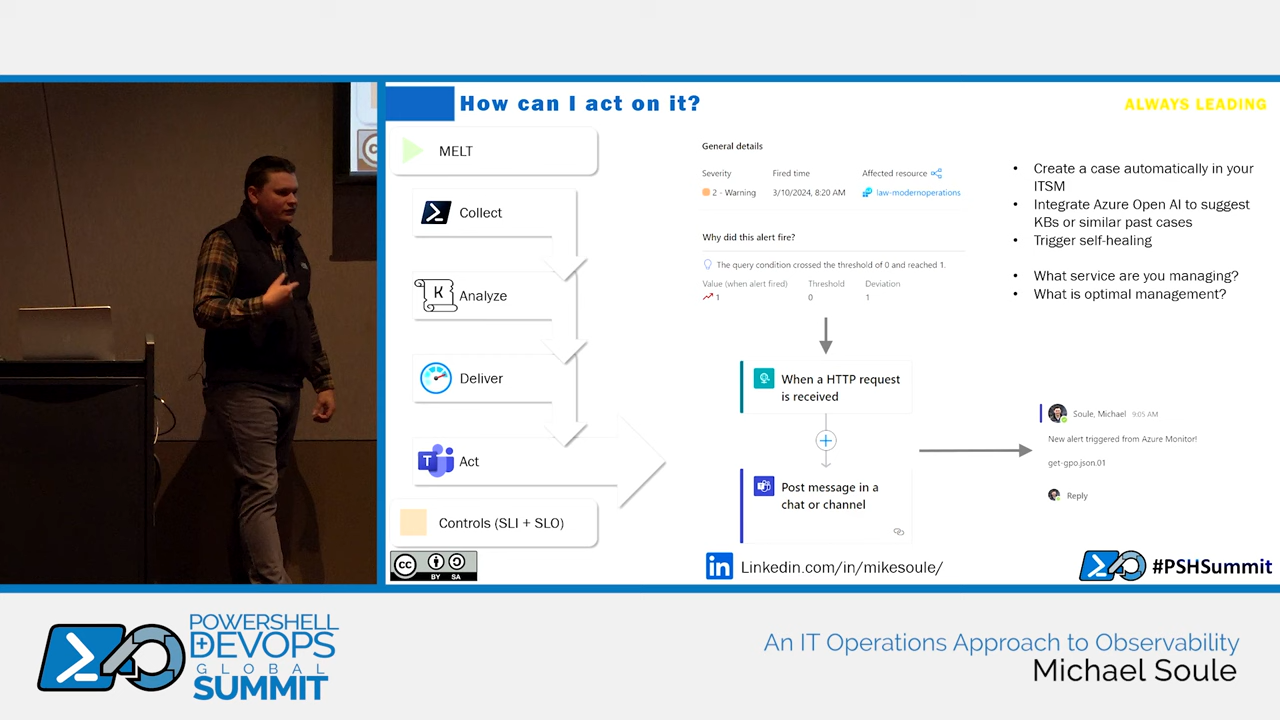 How can I act on it?
ALWAYS LEADING
MELT
Collect
K
Analyze
Deliver
T
Act
Controls (SLI + SLO)
General details
Severity
Fired time
Affected resource
2 - Warning
3/10/2024, 8:20 AM
law-modernoperations
Why did this alert fire?
The query condition crossed the threshold of 0 and reached 1.
Value (when alert fired)
Threshold
Deviation
1
0
1
When a HTTP request
is received
Post message in a
chat or channel
• Create a case automatically in your
ITSM
• Integrate Azure Open AI to suggest
KBs or similar past cases
• Trigger self-healing
• What service are you managing?
• What is optimal management?
Soule, Michael 9:05 AM
New alert triggered from Azure Monitor!
get-gpo.json.01
Reply
cc
BY SA
in Linkedin.com/in/mikesoule/
#PSHSummit
POWERSHELL
+DEVOPS
GLOBAL
SUMMIT
An IT Operations Approach to Observability
Michael Soule